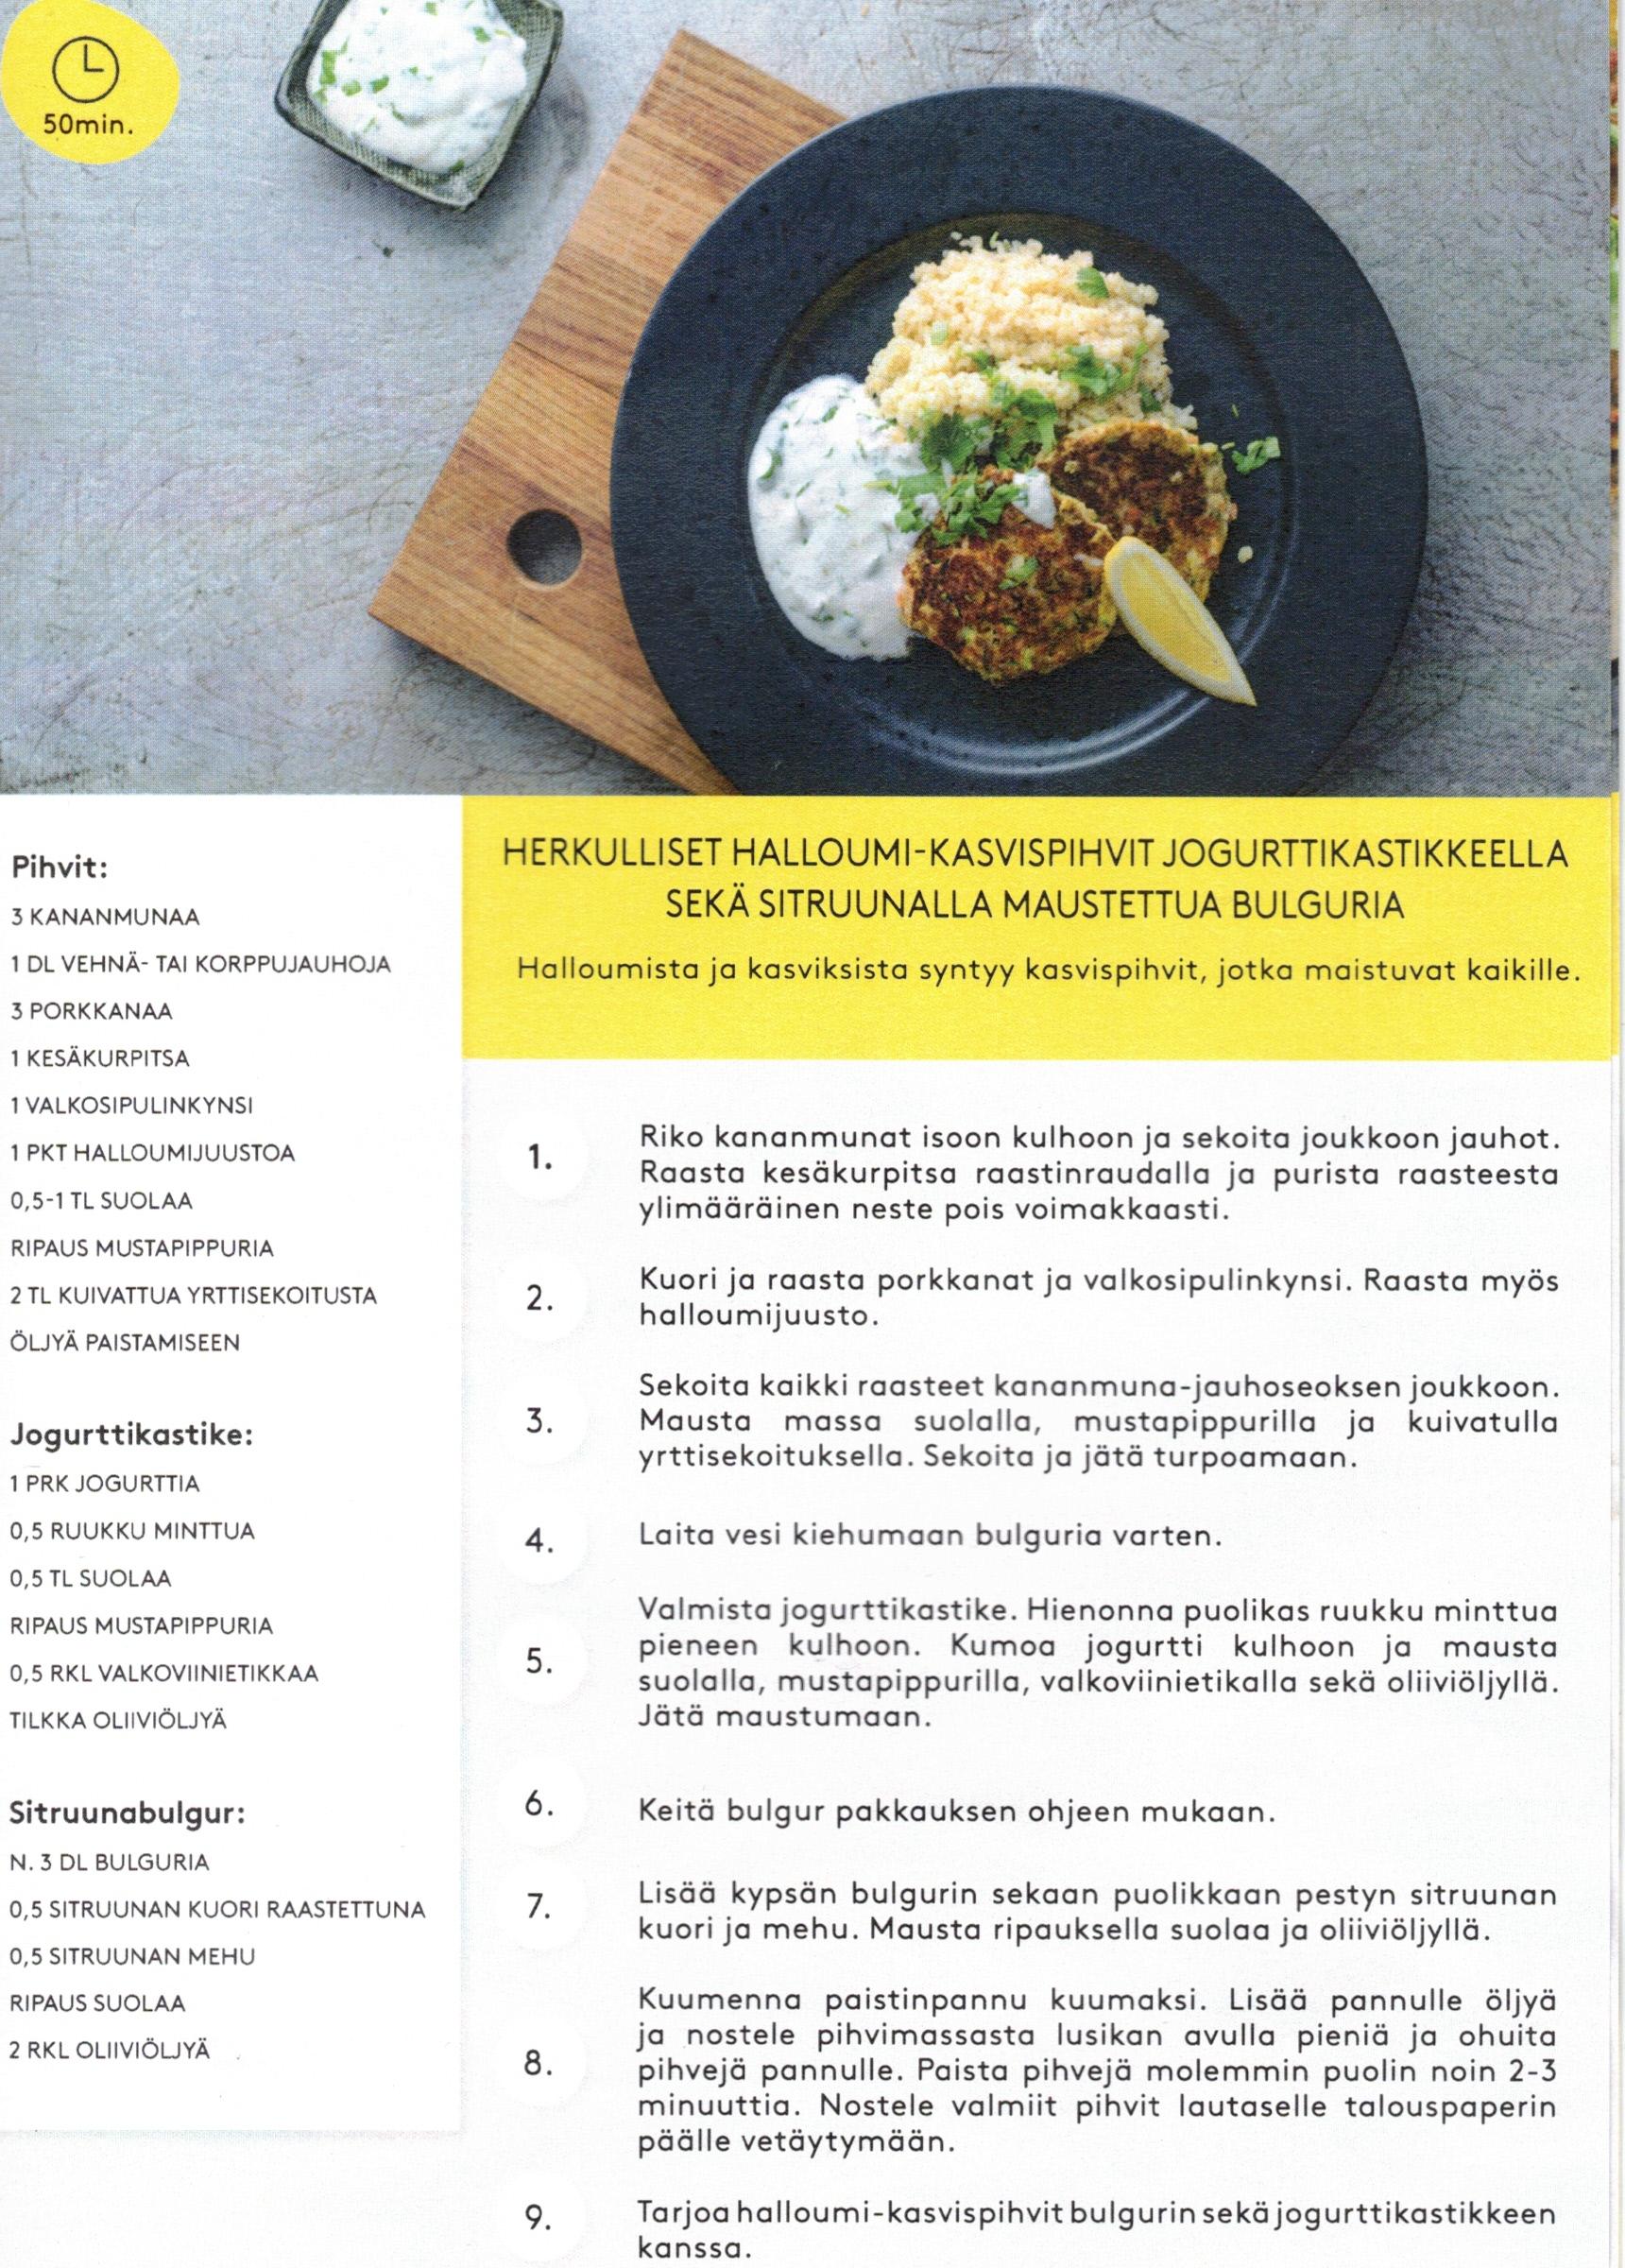 50min.
Pihvit:
3 KANANMUNAA
1 DL VEHNÄ- TAI KORPPUJAUHOJA
3 PORKKANAA
1 KESÄKURPITSA
1 VALKOSIPULINKYNSI
1 PKT HALLOUMIJUUSTOA
0,5-1 TL SUOLAA
RIPAUS MUSTAPIPPURIA
2 TL KUIVATTUA YRTTISEKOITUSTA
ÖLJYÄ PAISTAMISEEN
Jogurttikastike:
1 PRK JOGURTTIA
0,5 RUUKKU MINTTUA
0,5 TL SUOLAA
RIPAUS MUSTAPIPPURIA
0,5 RKL VALKOVIINIETIKKAA
TILKKA OLIIVIÖLJYÄ
Sitruunabulgur:
N. 3 DL BULGURIA
0,5 SITRUUNAN KUORI RAASTETTUNA
0,5 SITRUUNAN MEHU
RIPAUS SUOLAA
2 RKL OLIIVIÖLJYÄ
HERKULLISET HALLOUMI-KASVISPIHVIT JOGURTTIKASTIKKEELLA
SEKÄ SITRUUNALLA MAUSTETTUA BULGURIA
Halloumista ja kasviksista syntyy kasvispihvit, jotka maistuvat kaikille.
1. Riko kananmunat isoon kulhoon ja sekoita joukkoon jauhot.
Raasta kesäkurpitsa raastinraudalla ja purista raasteesta
ylimääräinen neste pois voimakkaasti.
2. Kuori ja raasta porkkanat ja valkosipulinkynsi. Raasta myös
halloumijuusto.
3. Sekoita kaikki raasteet kananmuna-jauhoseoksen joukkoon.
Mausta massa suolalla, mustapippurilla ja kuivatulla
yrttisekoituksella. Sekoita ja jätä turpoamaan.
4. Laita vesi kiehumaan bulguria varten.
5. Valmista jogurttikastike. Hienonna puolikas ruukku minttua
pieneen kulhoon. Kumoa jogurtti kulhoon ja mausta
suolalla, mustapippurilla, valkoviinietikalla sekä oliiviöljyllä.
Jätä maustumaan.
6. Keitä bulgur pakkauksen ohjeen mukaan.
7. Lisää kypsän bulgurin sekaan puolikkaan pestyn sitruunan
kuori ja mehu. Mausta ripauksella suolaa ja oliiviöljyllä.
8. Kuumenna paistinpannu kuumaksi. Lisää pannulle öljyä
ja nostele pihvimassasta lusikan avulla pieniä ja ohuita
pihvejä pannulle. Paista pihvejä molemmin puolin noin 2-3
minuuttia. Nostele valmiit pihvit lautaselle talouspaperin
päälle vetäytymään.
9. Tarjoa halloumi-kasvispihvit bulgurin sekä jogurttikastikkeen
kanssa.